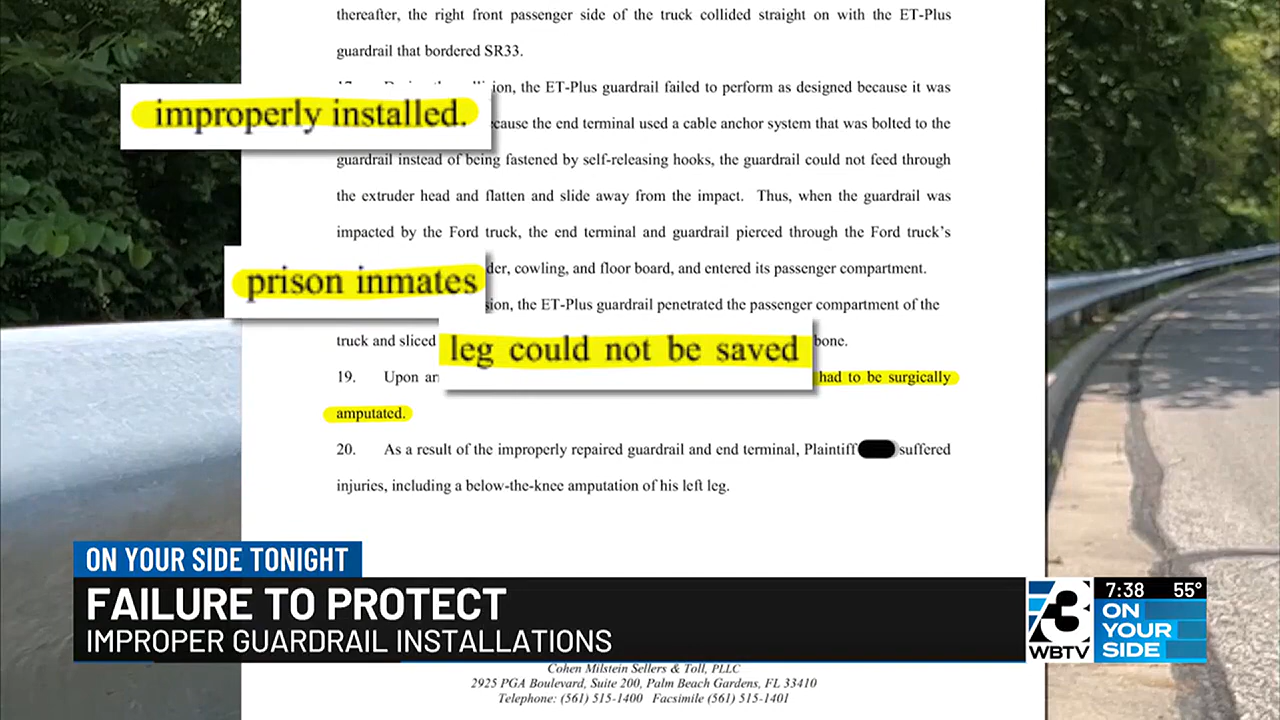 thereafter, the right front passenger side of the truck collided straight on with the ET-Plus
guardrail that bordered SR33.
ion, the ET-Plus guardrail failed to perform as designed because it was
improperly installed.
cause the end terminal used a cable anchor system that was bolted to the
guardrail instead of being fastened by self-releasing hooks, the guardrail could not feed through
the extruder head and flatten and slide away from the impact. Thus, when the guardrail was
impacted by the Ford truck, the end terminal and guardrail pierced through the Ford truck's
der, cowling, and floor board, and entered its passenger compartment.
prison inmates
sion, the ET-Plus guardrail penetrated the passenger compartment of the
truck and sliced
bone.
leg could not be saved
19. Upon
had to be surgically
amputated.
20. As a result of the improperly repaired guardrail and end terminal, Plaintiff suffered
injuries, including a below-the-knee amputation of his left leg.
ON YOUR SIDE TONIGHT
FAILURE TO PROTECT
IMPROPER GUARDRAIL INSTALLATIONS
3
WBTV
7:38 55°
ON
YOUR
SIDE
Cohen Milstein Sellers & Toll, PLLC
2925 PGA Boulevard, Suite 200, Palm Beach Gardens, FL 33410
Telephone: (561) 515-1400 Facsimile (561) 515-1401